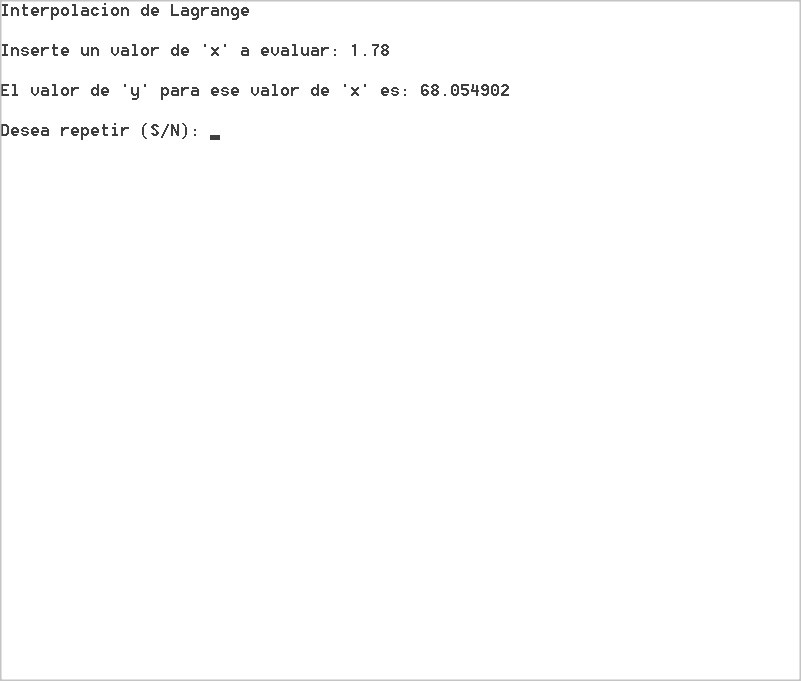 Interpolacion de Lagrange
Inserte un valor de 'x' a evaluar: 1.78
El valor de 'y' para ese valor de 'x' es: 68.054902
Desea repetir (S/N): _